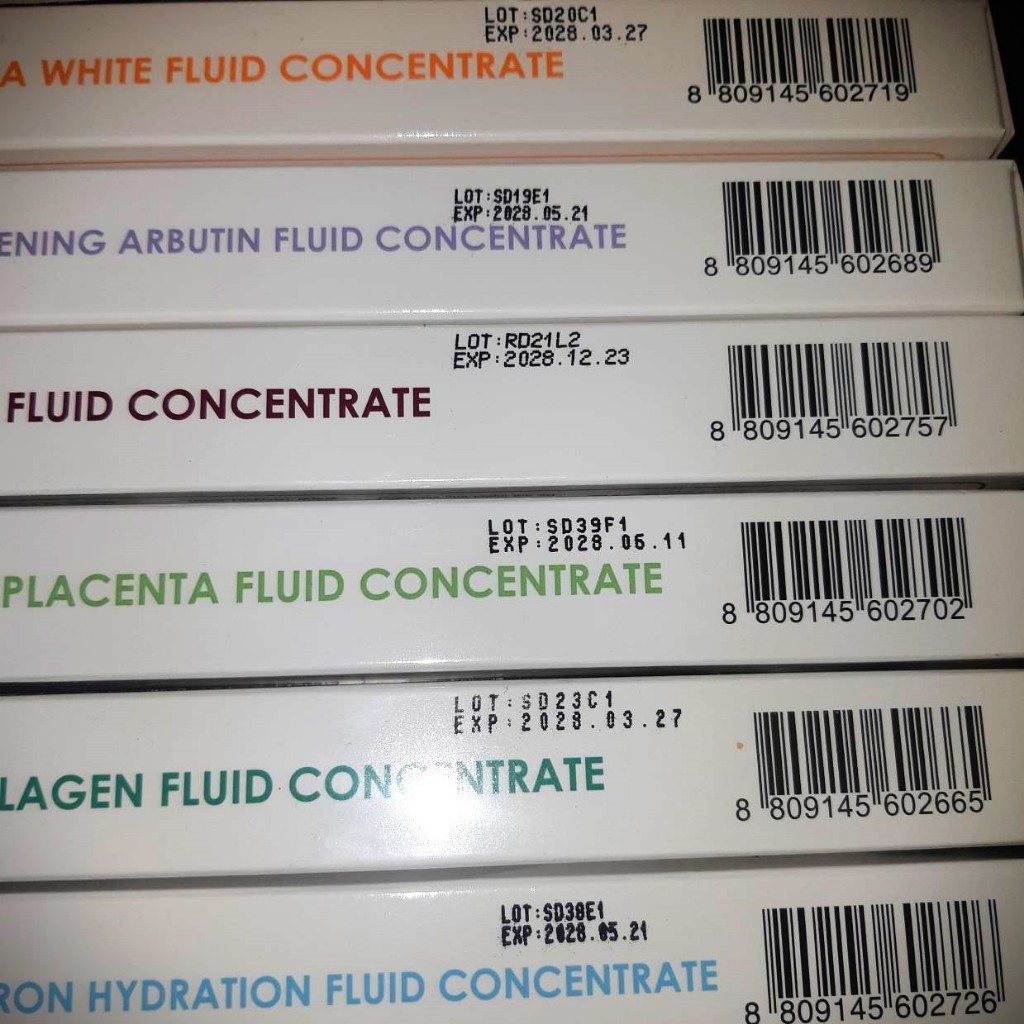 LOT:SD20C1
EXP:2028.03.27
A WHITE FLUID CONCENTRATE
8 809145 602719
LOT:SD19E1
EXP:2028.05.21
ENING ARBUTIN FLUID CONCENTRATE
8 809145 602689
LOT:RD21L2
EXP:2028.12.23
FLUID CONCENTRATE
8 809145 602757
LOT:SD39F1
EXP:2028.06.11
PLACENTA FLUID CONCENTRATE
8 809145 602702
LOT:SD23C1
EXP:2028.03.27
LAGEN FLUID CONCENTRATE
8 809145 602665
LOT:SD38E1
EXP:2028.05.21
RON HYDRATION FLUID CONCENTRATE
8 809145 602726